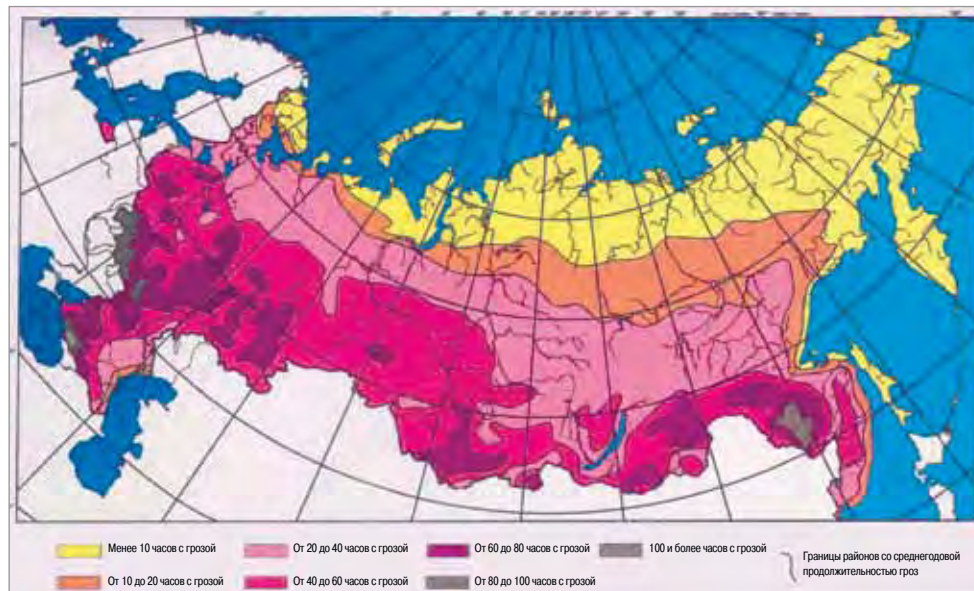 Менее 10 часов с грозой
От 20 до 40 часов с грозой
От 60 до 80 часов с грозой
100 и более часов с грозой
От 10 до 20 часов с грозой
От 40 до 60 часов с грозой
От 80 до 100 часов с грозой
Границы районов со среднегодовой
продолжительностью гроз